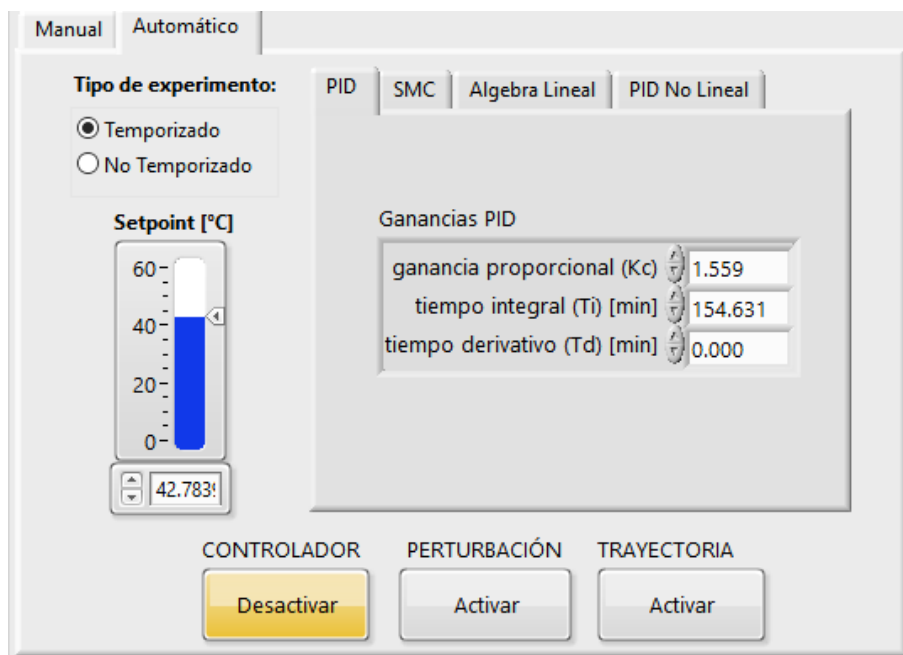 Manual Automático
Tipo de experimento:
Temporizado
No Temporizado
Setpoint [°C]
60
40
20
0
42.7839
PID SMC Algebra Lineal PID No Lineal
Ganancias PID
ganancia proporcional (Kc) 1.559
tiempo integral (Ti) [min] 154.631
tiempo derivativo (Td) [min] 0.000
CONTROLADOR PERTURBACIÓN TRAYECTORIA
Desactivar Activar Activar